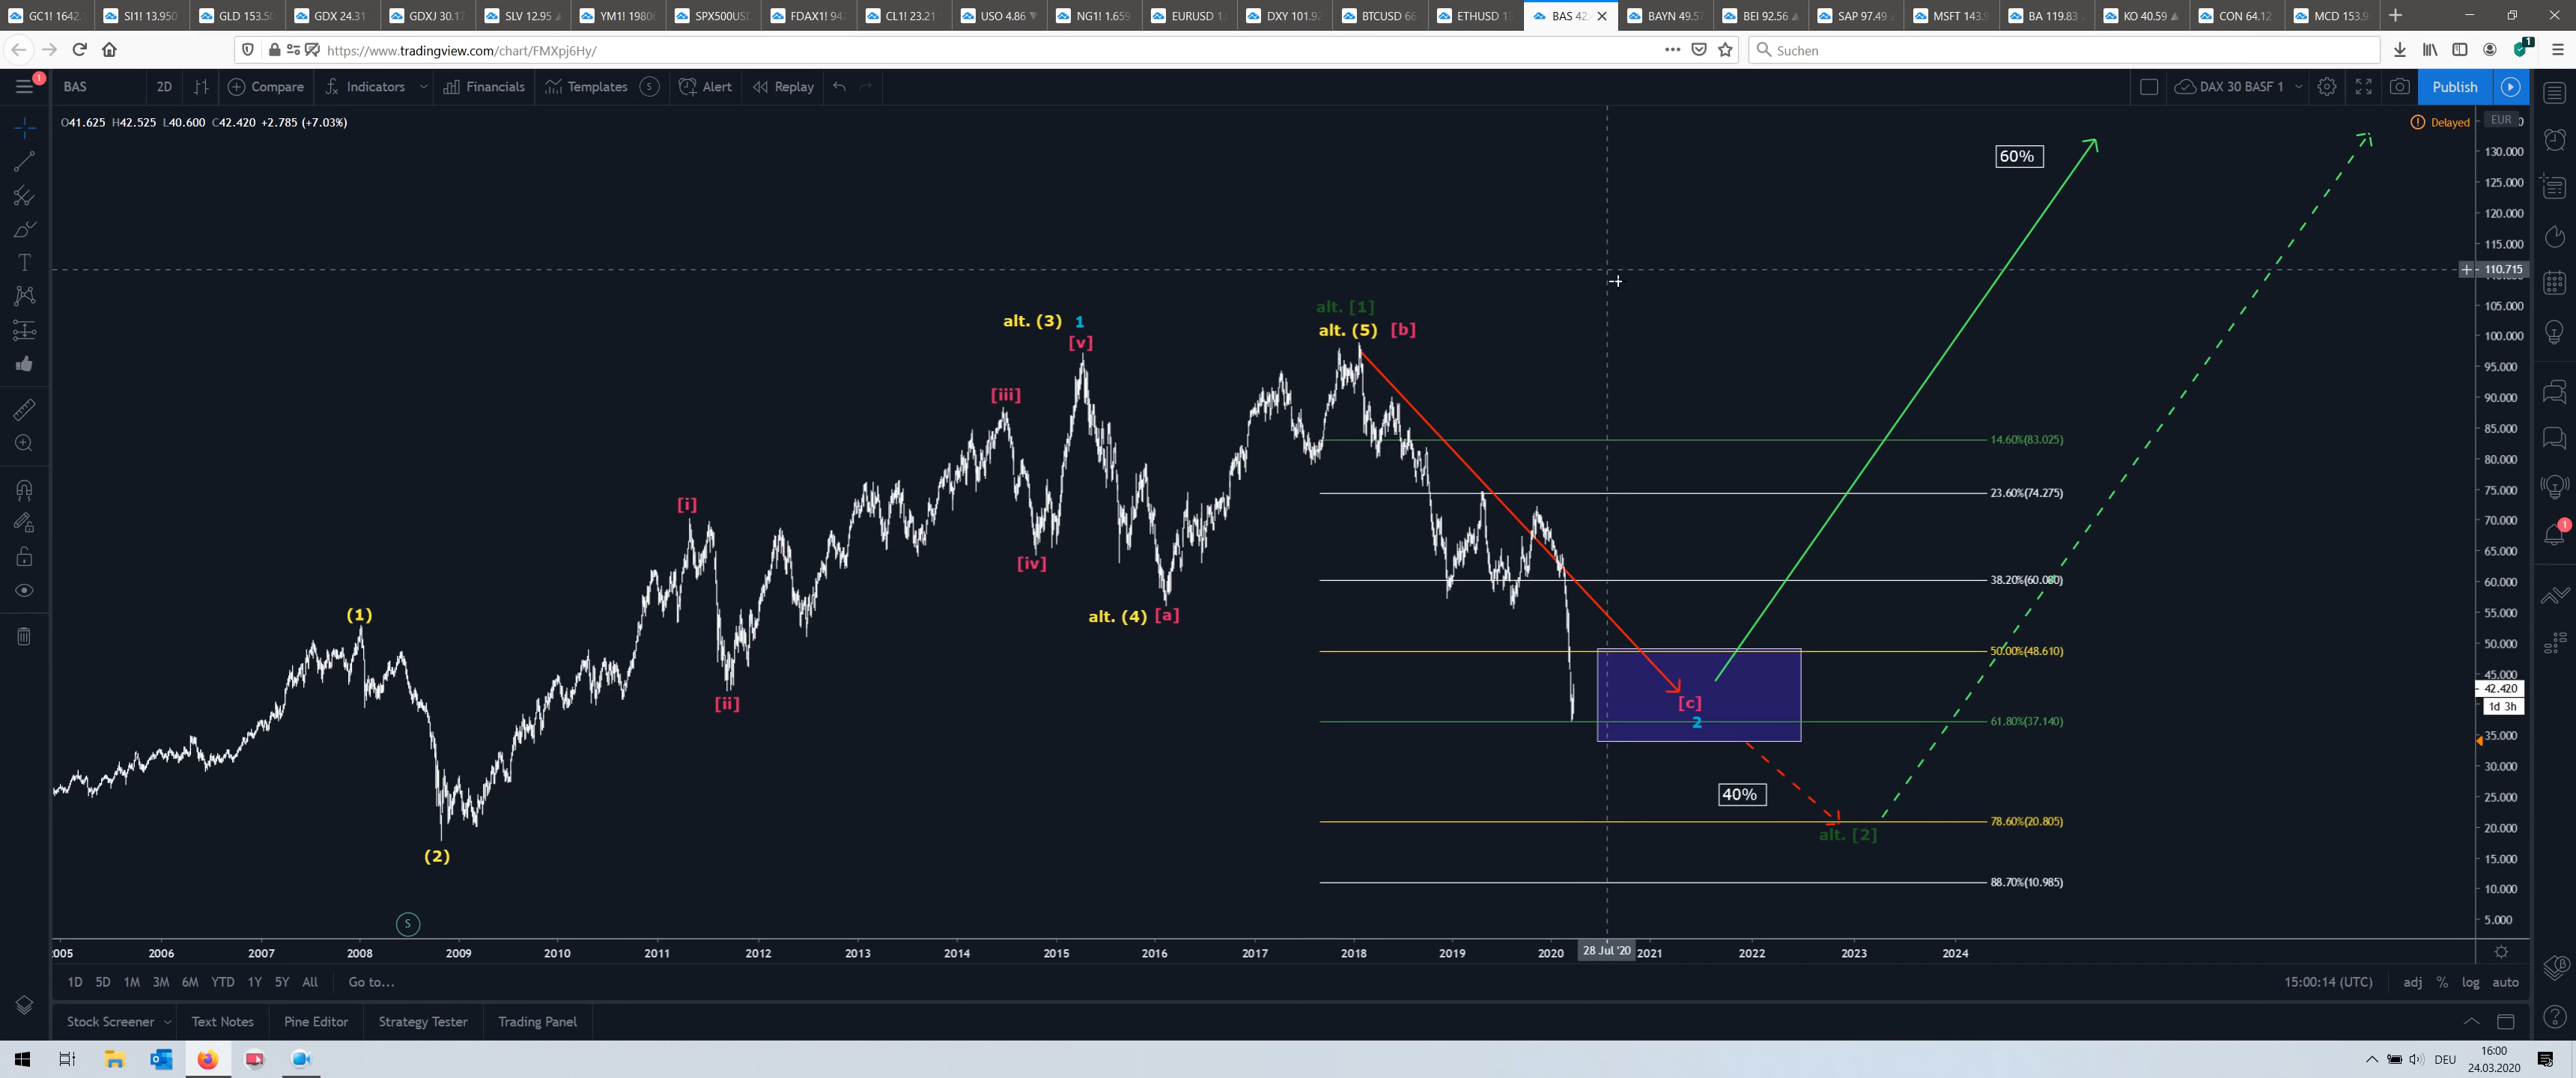 GC1! 1642.
SI1! 13.950
GLD 153.50
GDX 24.31
GDXJ 30.17
SLV 12.95
YM1! 1980
SPX500US
FDAX1! 94
CL1! 23.21
USO 4.86
NG1! 1.659
EURUSD 1.
DXY 101.92
BTCUSD 66
ETHUSD 13
BAS 42.
BAYN 49.57
BEI 92.56
SAP 97.49
MSFT 143.9
BA 119.83
KO 40.59
CON 64.12
MCD 153.9
https://www.tradingview.com/chart/FMXpj6Hy/
Suchen
1
1
BAS 2D Compare Indicators Financials Templates S Alert Replay DAX 30 BASF 1 Publish
O41.625 H42.525 L40.600 C42.420 +2.785 (+7.03%)
Delayed EUR
60%
130.000
125.000
120.000
115.000
110.715
105.000
100.000
95.000
90.000
85.000
80.000
75.000
70.000
65.000
60.000
55.000
50.000
45.000
42.420
1d 3h
35.000
30.000
25.000
20.000
15.000
10.000
5.000
alt. [1]
alt. (3) 1
alt. (5) [b]
[v]
[iii]
[i]
[iv]
(1)
alt. (4) [a]
[ii]
[c]
2
40%
alt. [2]
(2)
14.60%(83.025)
23.60%(74.275)
38.20%(60.080)
50.00%(48.610)
61.80%(37.140)
78.60%(20.805)
88.70%(10.985)
S
1
2005 2006 2007 2008 2009 2010 2011 2012 2013 2014 2015 2016 2017 2018 2019 2020 28 Jul '20 2021 2022 2023 2024
1D 5D 1M 3M 6M YTD 1Y 5Y All Go to... 15:00:14 (UTC) adj % log auto
Stock Screener Text Notes Pine Editor Strategy Tester Trading Panel
DEU
16:00
24.03.2020